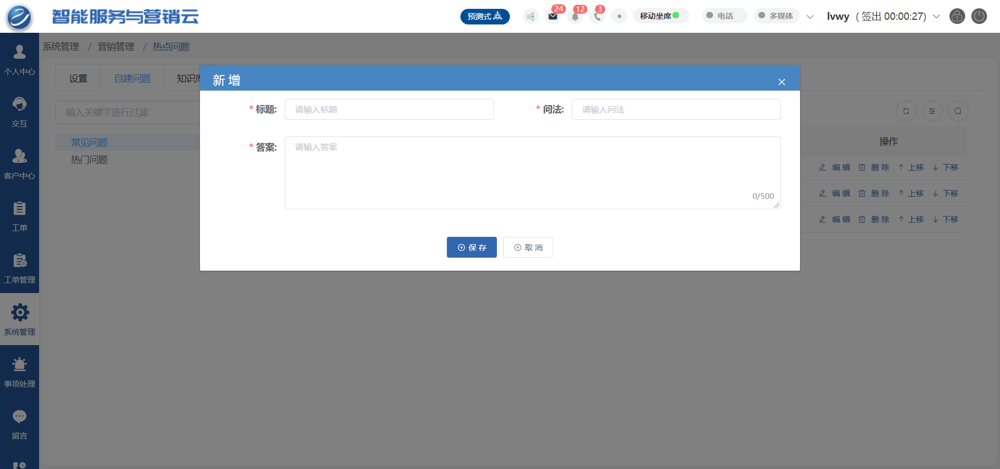 智能服务与营销云
预测式
24
12
3
移动坐席
电话
多媒体
lvwy ( 签出 00:00:27)
个人中心
交互
客户中心
工单
工单管理
系统管理
事项处理
留言
系统管理 / 营销管理 / 热点问题
设置
自建问题
知识库
输入关键字进行过滤
常见问题
热门问题
操作
编 辑 删 除 上移 下移
编 辑 删 除 上移 下移
编 辑 删 除 上移 下移
新 增
* 标题: 请输入标题
* 问法: 请输入问法
* 答案: 请输入答案
0/500
保 存
取 消